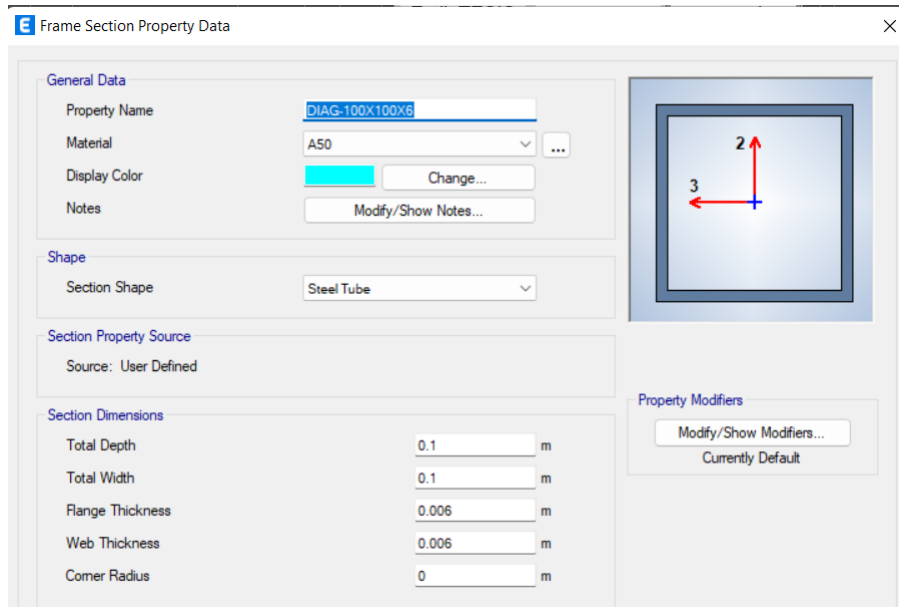 E Frame Section Property Data
General Data
Property Name DIAG-100X100X6
Material A50 ...
Display Color Change...
Notes Modify/Show Notes...
Shape
Section Shape Steel Tube
Section Property Source
Source: User Defined
Section Dimensions
Total Depth 0.1 m
Total Width 0.1 m
Flange Thickness 0.006 m
Web Thickness 0.006 m
Corner Radius 0 m
2
3
Property Modifiers
Modify/Show Modifiers...
Currently Default